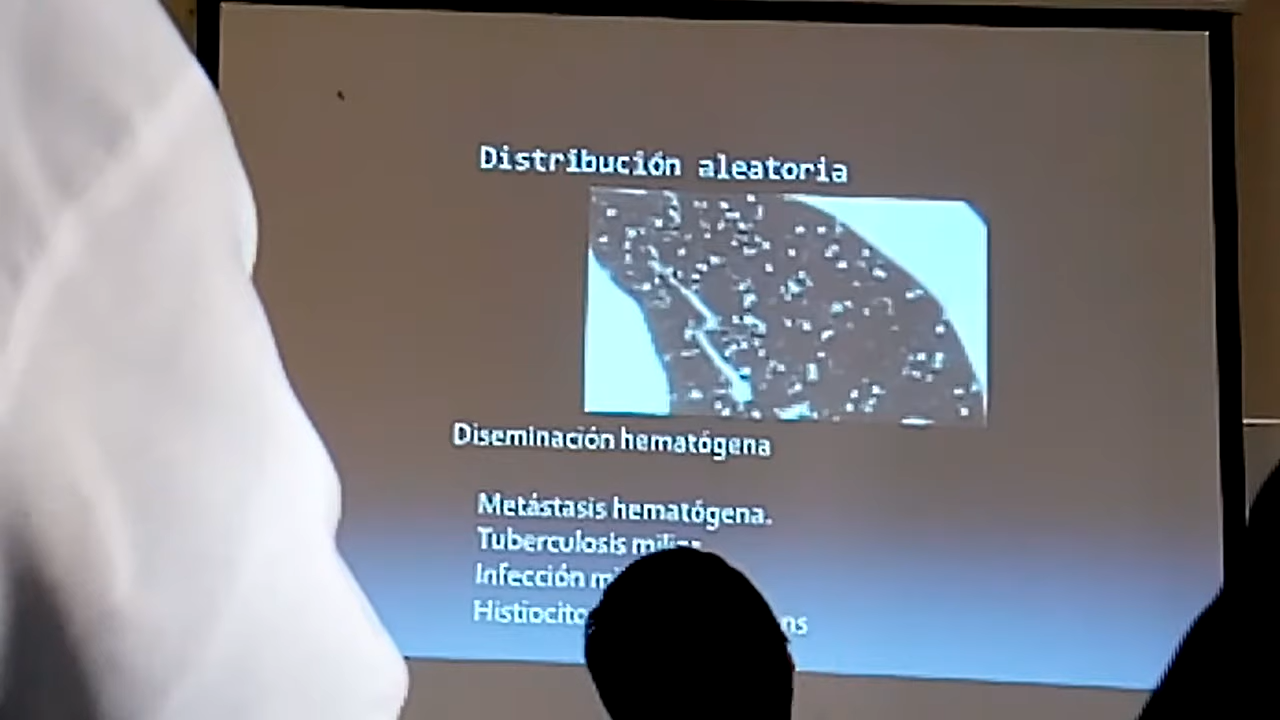 Distribución aleatoria
Diseminación hematógena
Metástasis hematógena.
Tuberculosis
Infección